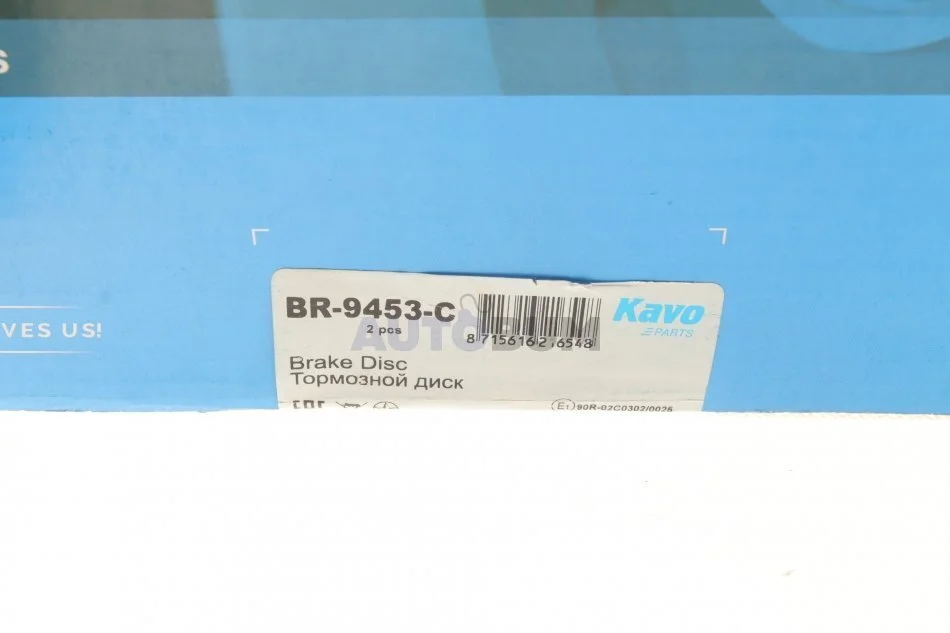 S
VES US!
BR-9453-C
2 pcs
8 715616 216548
Kavo
PARTS
AUTODOM
Brake Disc
Тормозной диск
E1 90R-02C0302/0026